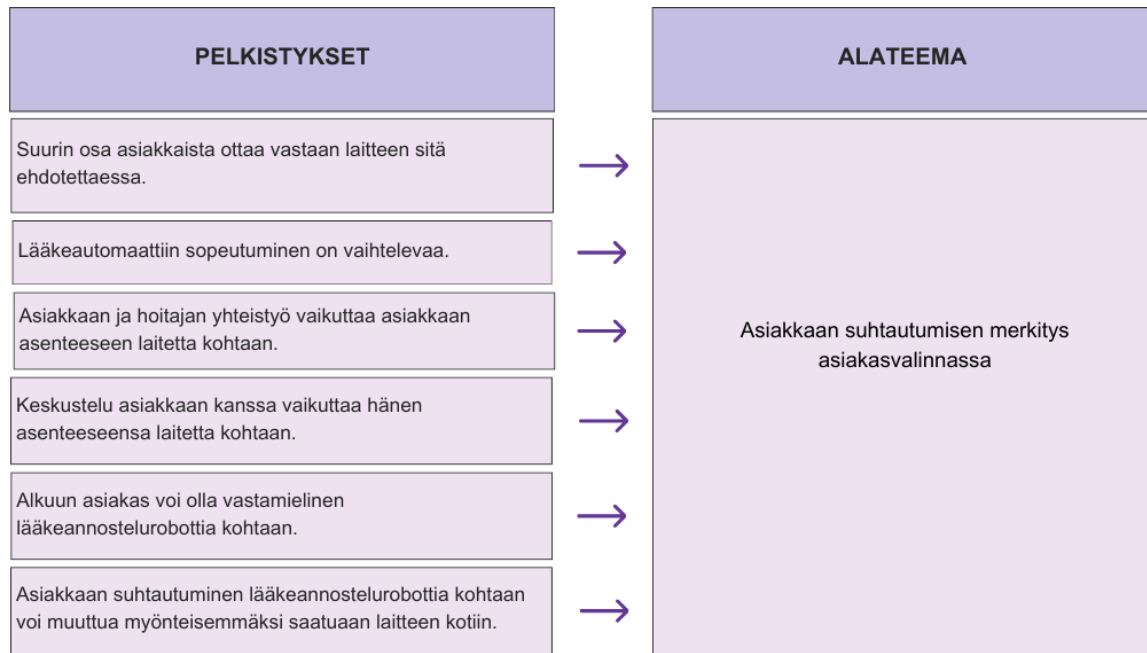 PELKISTYKSET
ALATEEMA
Suurin osa asiakkaista ottaa vastaan laitteen sitä
ehdotettaessa.
Lääkeautomaattiin sopeutuminen on vaihtelevaa.
Asiakkaan ja hoitajan yhteistyö vaikuttaa asiakkaan
asenteeseen laitetta kohtaan.
Keskustelu asiakkaan kanssa vaikuttaa hänen
asenteeseensa laitetta kohtaan.
Alkuun asiakas voi olla vastamielinen
lääkeannostelurobottia kohtaan.
Asiakkaan suhtautuminen lääkeannostelurobottia kohtaan
voi muuttua myönteisemmäksi saatuaan laitteen kotiin.
Asiakkaan suhtautumisen merkitys
asiakasvalinnassa